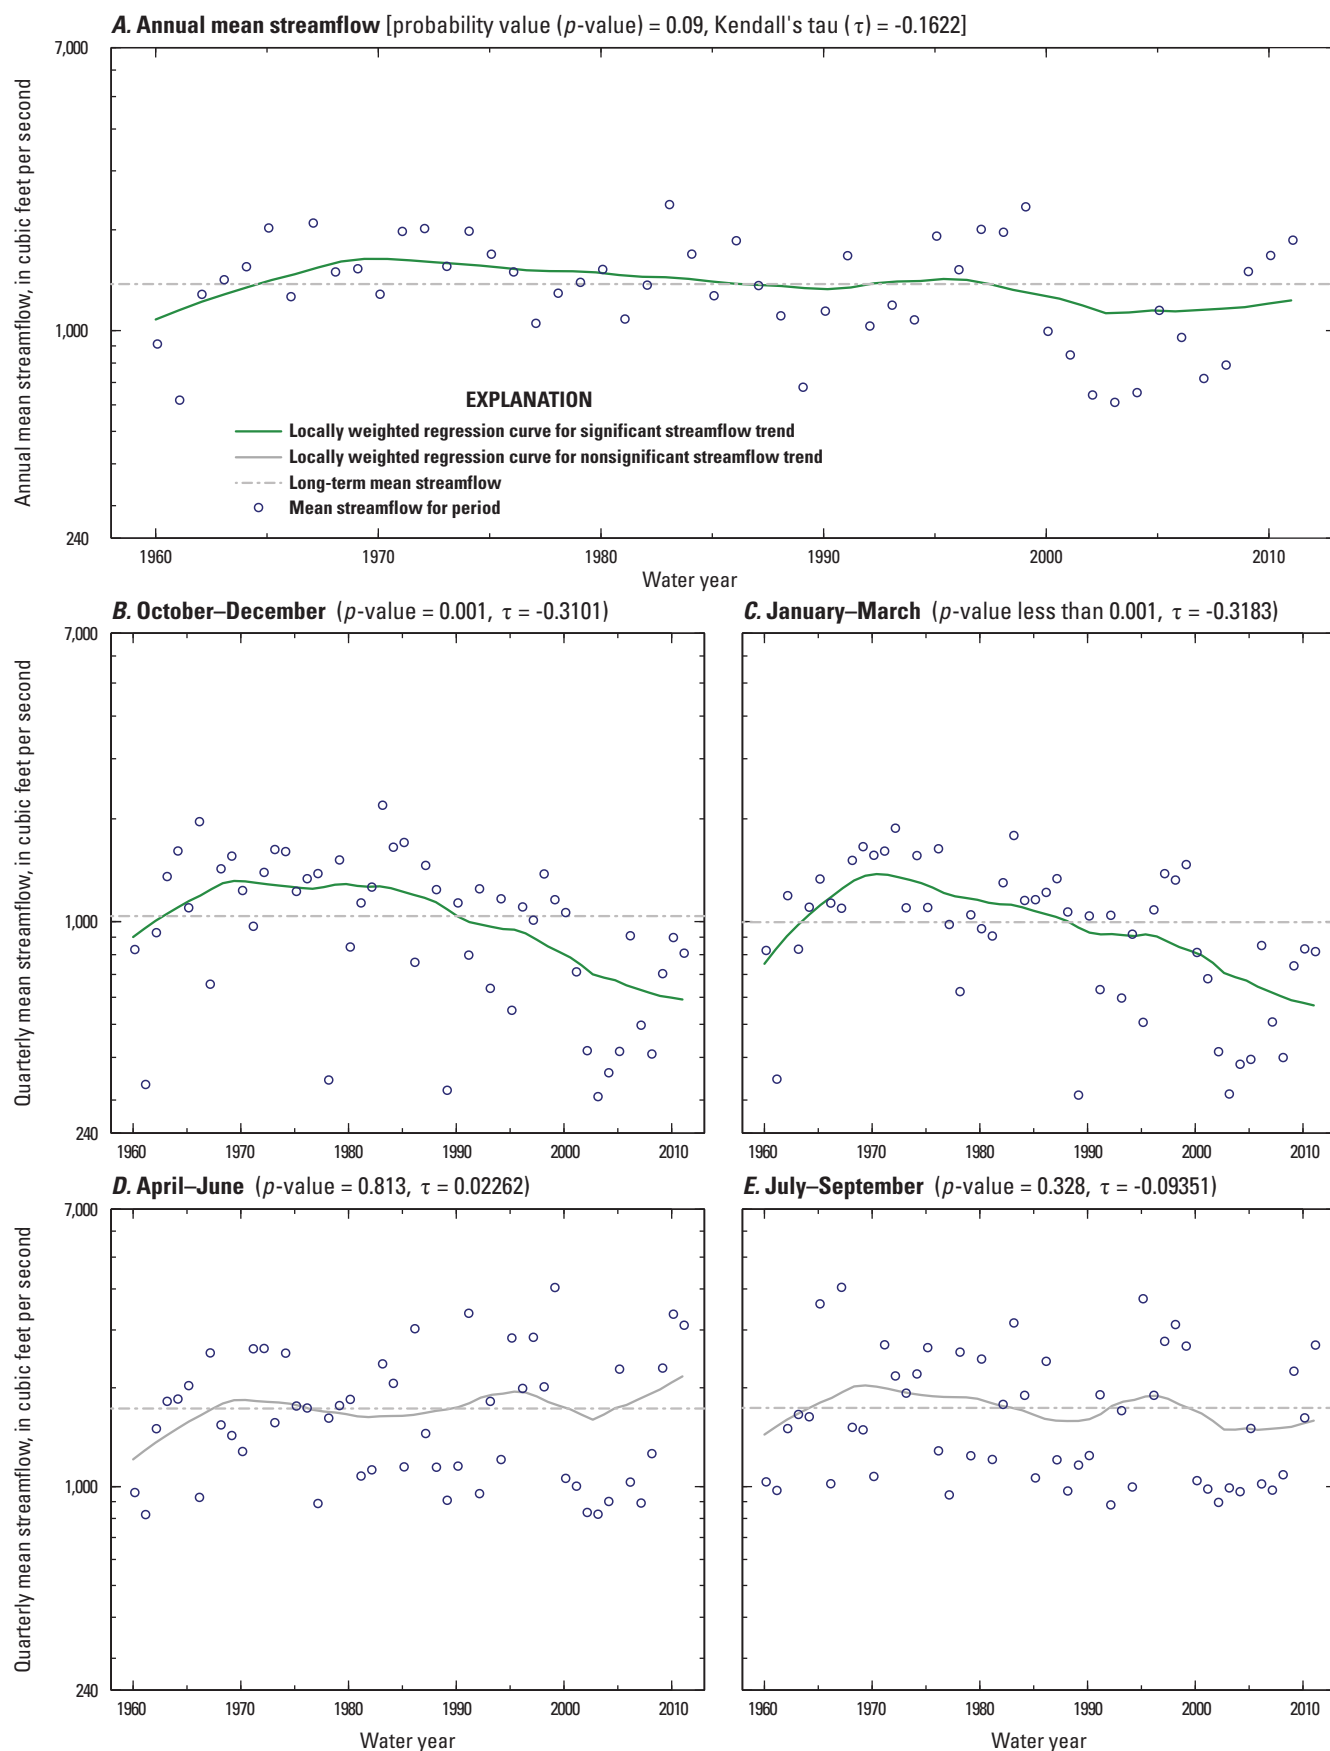 A. Annual mean streamflow [probability value (p-value) = 0.09, Kendall's tau (τ) = -0.1622]
7,000
1,000
240
Annual mean streamflow, in cubic feet per second
EXPLANATION
Locally weighted regression curve for significant streamflow trend
Locally weighted regression curve for nonsignificant streamflow trend
Long-term mean streamflow
Mean streamflow for period
1960 1970 1980 1990 2000 2010
Water year
B. October–December (p-value = 0.001, τ = -0.3101)
7,000
1,000
240
Quarterly mean streamflow, in cubic feet per second
1960 1970 1980 1990 2000 2010
C. January–March (p-value less than 0.001, τ = -0.3183)
1960 1970 1980 1990 2000 2010
D. April–June (p-value = 0.813, τ = 0.02262)
7,000
1,000
240
Quarterly mean streamflow, in cubic feet per second
1960 1970 1980 1990 2000 2010
Water year
E. July–September (p-value = 0.328, τ = -0.09351)
1960 1970 1980 1990 2000 2010
Water year